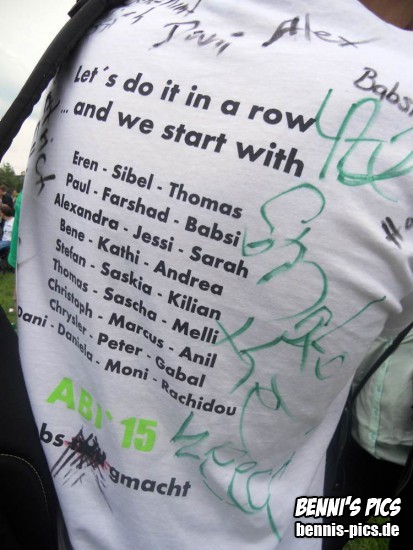 Alex
Babsi
Let´s do it in a row
... and we start with
Eren - Sibel - Thomas
Paul - Farshad - Babsi
Alexandra - Jessi - Sarah
Bene - Kathi - Andrea
Stefan - Saskia - Kilian
Thomas - Sascha - Melli
Christoph - Marcus - Anil
Chrysler - Peter - Gabal
Dani - Daniela - Moni - Rachidou
ABI´15
bs gmacht
BENNI'S PICS
bennis-pics.de